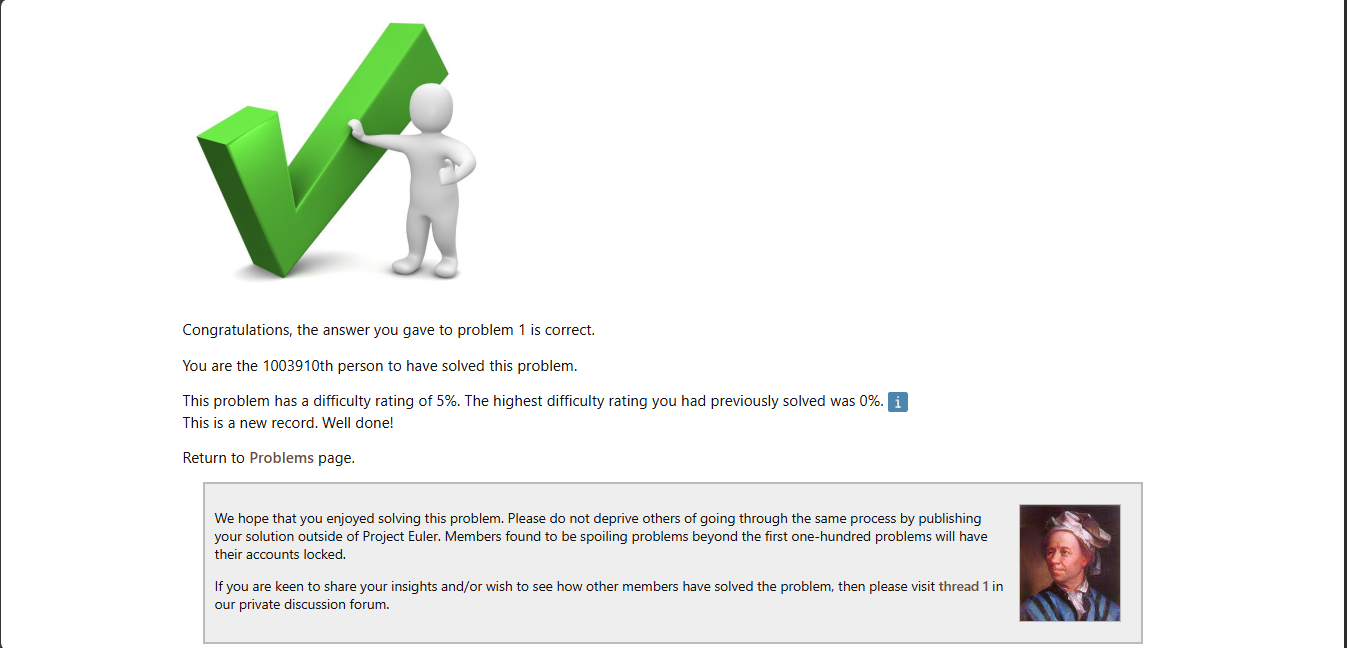 Congratulations, the answer you gave to problem 1 is correct.
You are the 1003910th person to have solved this problem.
This problem has a difficulty rating of 5%. The highest difficulty rating you had previously solved was 0%. i
This is a new record. Well done!
Return to Problems page.
We hope that you enjoyed solving this problem. Please do not deprive others of going through the same process by publishing
your solution outside of Project Euler. Members found to be spoiling problems beyond the first one-hundred problems will have
their accounts locked.
If you are keen to share your insights and/or wish to see how other members have solved the problem, then please visit thread 1 in
our private discussion forum.